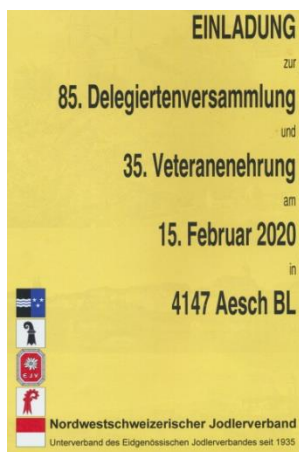 EINLADUNG
zur
85. Delegiertenversammlung
und
35. Veteranenehrung
am
15. Februar 2020
in
4147 Aesch BL
EJV
Nordwestschweizerischer Jodlerverband
Unterverband des Eidgenössischen Jodlerverbandes seit 1935